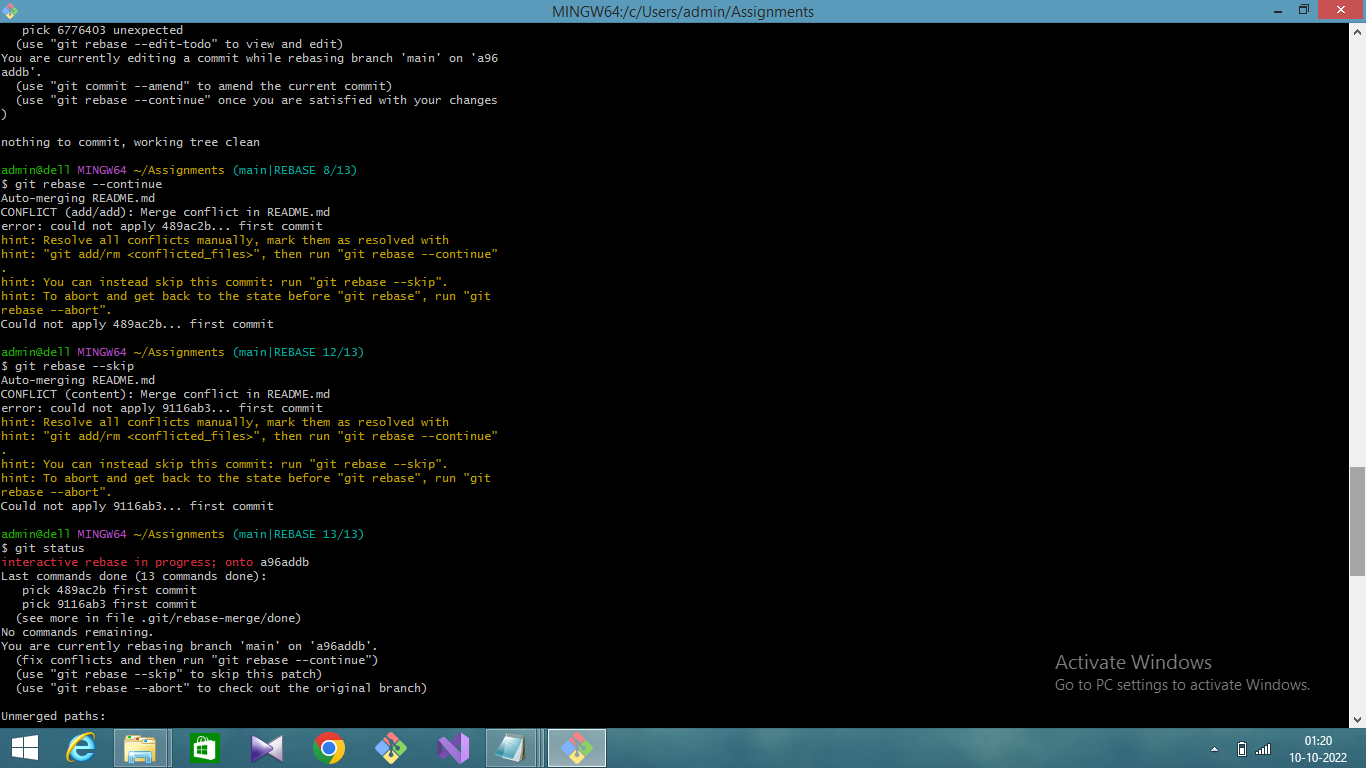 MINGW64:/c/Users/admin/Assignments
pick 6776403 unexpected
(use "git rebase --edit-todo" to view and edit)
You are currently editing a commit while rebasing branch 'main' on 'a96
addb'.
(use "git commit --amend" to amend the current commit)
(use "git rebase --continue" once you are satisfied with your changes
)
nothing to commit, working tree clean
admin@dell MINGW64 ~/Assignments (main|REBASE 8/13)
$ git rebase --continue
Auto-merging README.md
CONFLICT (add/add): Merge conflict in README.md
error: could not apply 489ac2b... first commit
hint: Resolve all conflicts manually, mark them as resolved with
hint: "git add/rm <conflicted_files>", then run "git rebase --continue"
.
hint: You can instead skip this commit: run "git rebase --skip".
hint: To abort and get back to the state before "git rebase", run "git
rebase --abort".
Could not apply 489ac2b... first commit
admin@dell MINGW64 ~/Assignments (main|REBASE 12/13)
$ git rebase --skip
Auto-merging README.md
CONFLICT (content): Merge conflict in README.md
error: could not apply 9116ab3... first commit
hint: Resolve all conflicts manually, mark them as resolved with
hint: "git add/rm <conflicted_files>", then run "git rebase --continue"
.
hint: You can instead skip this commit: run "git rebase --skip".
hint: To abort and get back to the state before "git rebase", run "git
rebase --abort".
Could not apply 9116ab3... first commit
admin@dell MINGW64 ~/Assignments (main|REBASE 13/13)
$ git status
interactive rebase in progress; onto a96addb
Last commands done (13 commands done):
pick 489ac2b first commit
pick 9116ab3 first commit
(see more in file .git/rebase-merge/done)
No commands remaining.
You are currently rebasing branch 'main' on 'a96addb'.
(fix conflicts and then run "git rebase --continue")
(use "git rebase --skip" to skip this patch)
(use "git rebase --abort" to check out the original branch)
Unmerged paths:
Activate Windows
Go to PC settings to activate Windows.
01:20
10-10-2022